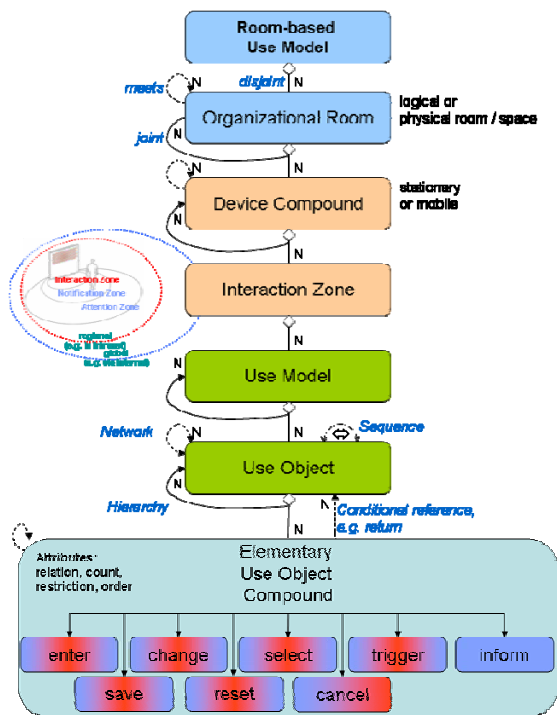 Room-based
Use Model
meets
N
disjoint
N
N
Organizational Room
logical or
physical room / space
joint
N
N
Device Compound
N
stationary
or mobile
N
Interaction Zone
Interaction Zone
Notification Zone
Attention Zone
regional
global
N
Use Model
N
N
Network
N
N
Sequence
Use Object
N
Hierarchy
N
N
Conditional reference,
e.g. return
Attributes:
relation, count,
restriction, order
Elementary
Use Object
Compound
enter
change
select
trigger
inform
save
reset
cancel